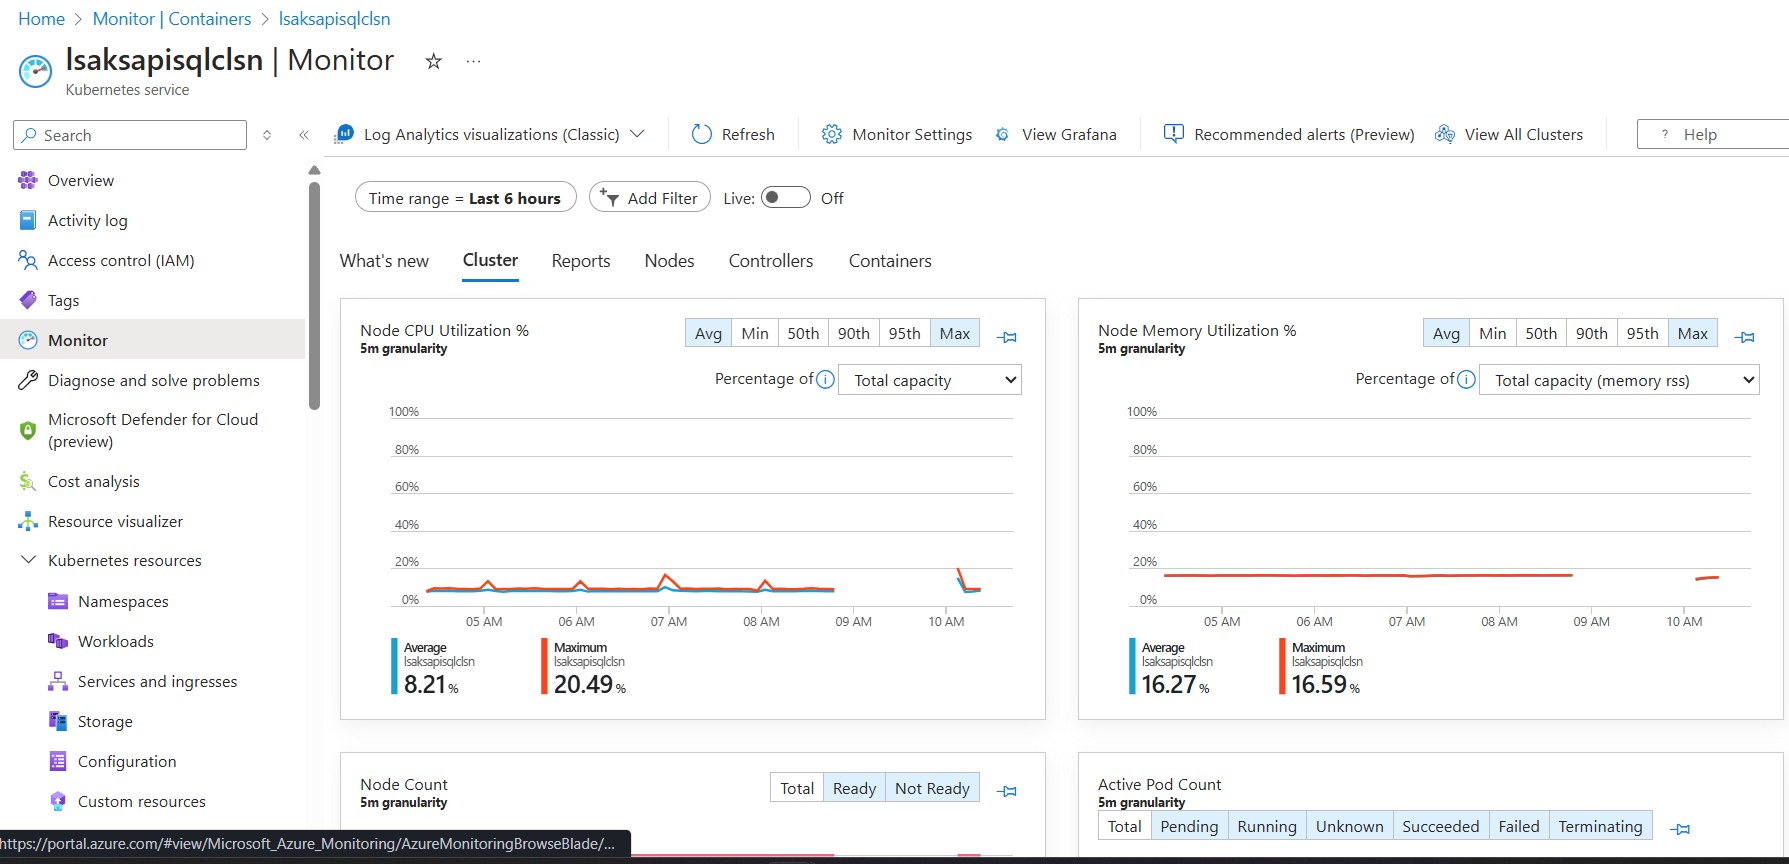 Home > Monitor | Containers > lsaksapisqlclsn
lsaksapisqlclsn | Monitor ☆ ...
Kubernetes service
Search
Log Analytics visualizations (Classic)
Refresh
Monitor Settings
View Grafana
Recommended alerts (Preview)
View All Clusters
? Help
Overview
Activity log
Access control (IAM)
Tags
Monitor
Diagnose and solve problems
Microsoft Defender for Cloud
(preview)
Cost analysis
Resource visualizer
Kubernetes resources
Namespaces
Workloads
Services and ingresses
Storage
Configuration
Custom resources
https://portal.azure.com/#view/Microsoft_Azure_Monitoring/AzureMonitoringBrowseBlade/...
Time range = Last 6 hours
Add Filter
Live: Off
What's new Cluster Reports Nodes Controllers Containers
Node CPU Utilization %
5m granularity
Avg Min 50th 90th 95th Max
Percentage of Total capacity
100%
80%
60%
40%
20%
0%
05 AM 06 AM 07 AM 08 AM 09 AM 10 AM
Average
lsaksapisqlclsn
8.21 %
Maximum
lsaksapisqlclsn
20.49 %
Node Memory Utilization %
5m granularity
Avg Min 50th 90th 95th Max
Percentage of Total capacity (memory rss)
100%
80%
60%
40%
20%
0%
05 AM 06 AM 07 AM 08 AM 09 AM 10 AM
Average
lsaksapisqlclsn
16.27 %
Maximum
lsaksapisqlclsn
16.59 %
Node Count
5m granularity
Total Ready Not Ready
Active Pod Count
5m granularity
Total Pending Running Unknown Succeeded Failed Terminating